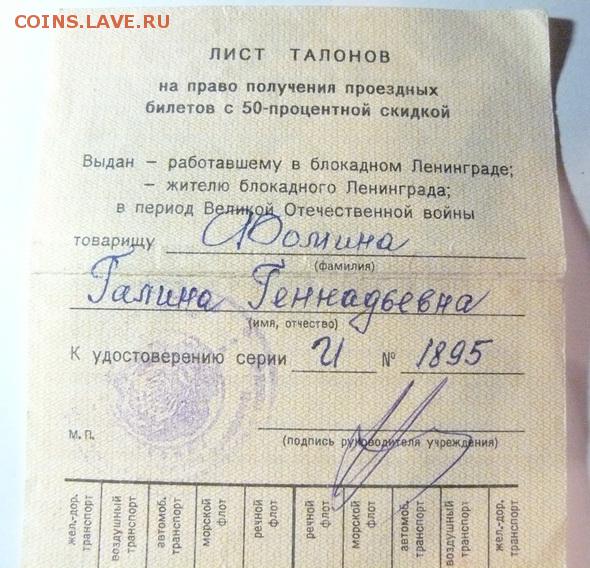 COINS.LAVE.RU
ЛИСТ ТАЛОНОВ
на право получения проездных
билетов с 50-процентной скидкой
Выдан – работавшему в блокадном Ленинграде;
– жителю блокадного Ленинграда;
в период Великой Отечественной войны
товарищу Фомина
(фамилия)
Галина Геннадьевна
(имя, отчество)
К удостоверению серии И № 1895
М.П.
(подпись руководителя учреждения)
жел.-дор. транспорт
воздушный транспорт
автомоб. транспорт
морской флот
речной флот
речной флот
морской флот
автомоб. транспорт
воздушный транспорт
жел.-дор. транспорт